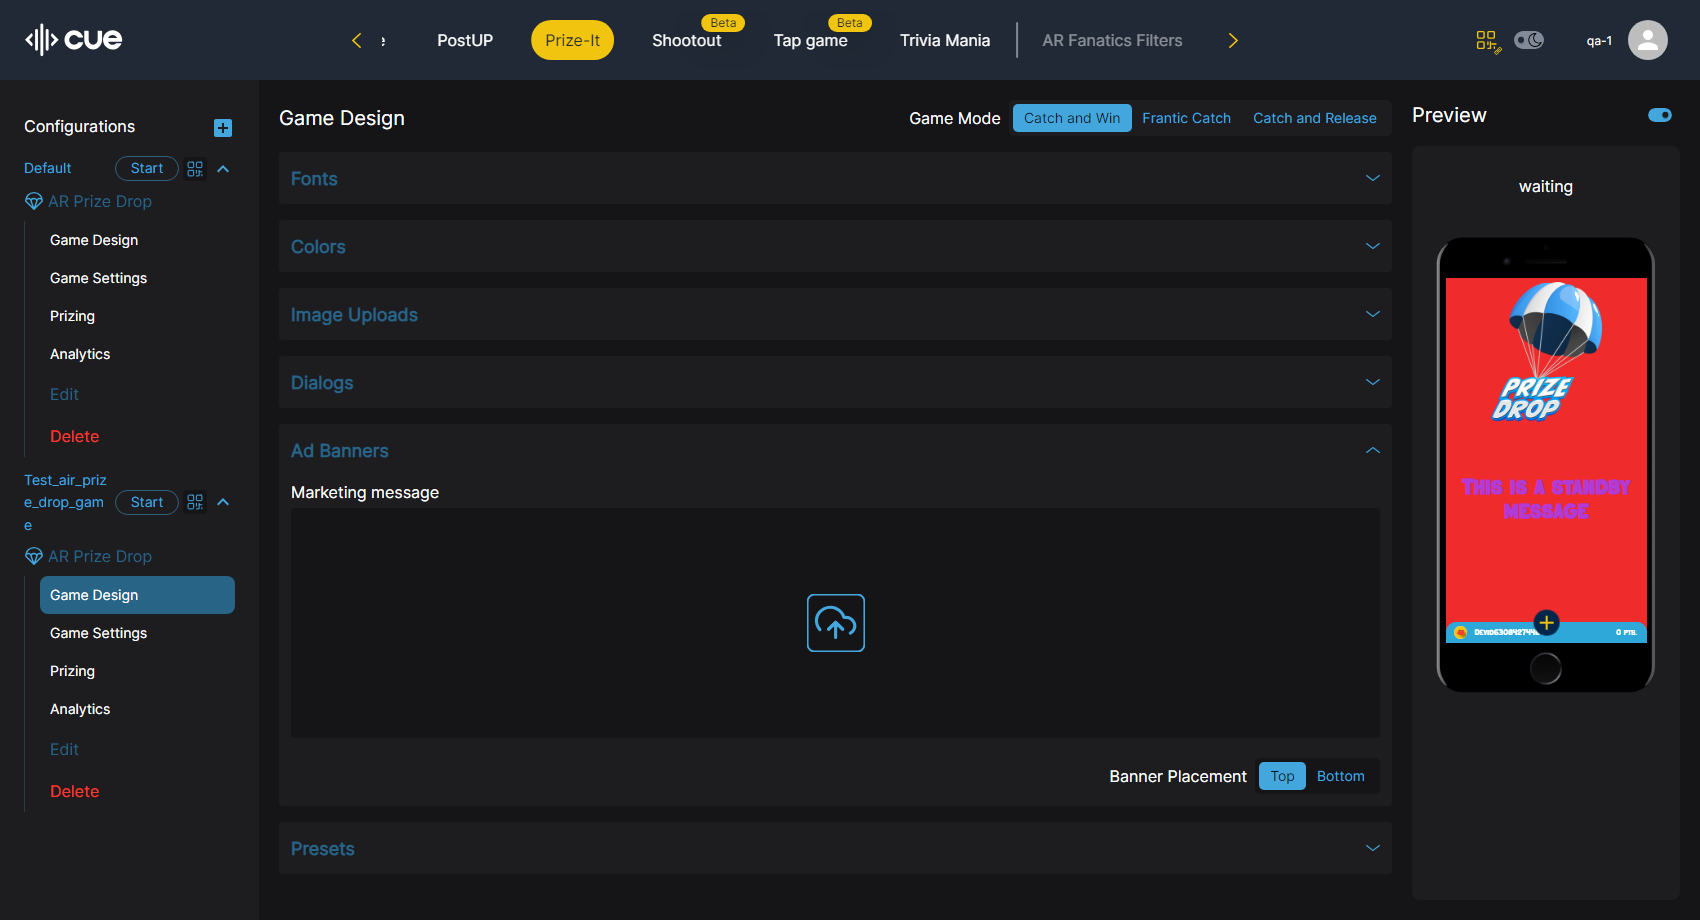 cue
e
PostUP
Prize-It
Beta
Shootout
Beta
Tap game
Trivia Mania
AR Fanatics Filters
qa-1
Configurations
Default
Start
AR Prize Drop
Game Design
Game Settings
Prizing
Analytics
Edit
Delete
Test_air_priz
e_drop_gam
e
Start
AR Prize Drop
Game Design
Game Settings
Prizing
Analytics
Edit
Delete
Game Design
Game Mode
Catch and Win
Frantic Catch
Catch and Release
Fonts
Colors
Image Uploads
Dialogs
Ad Banners
Marketing message
Banner Placement
Top
Bottom
Presets
Preview
waiting
PRIZE
DROP
THIS IS A STANDBY
MESSAGE
0 PTS.